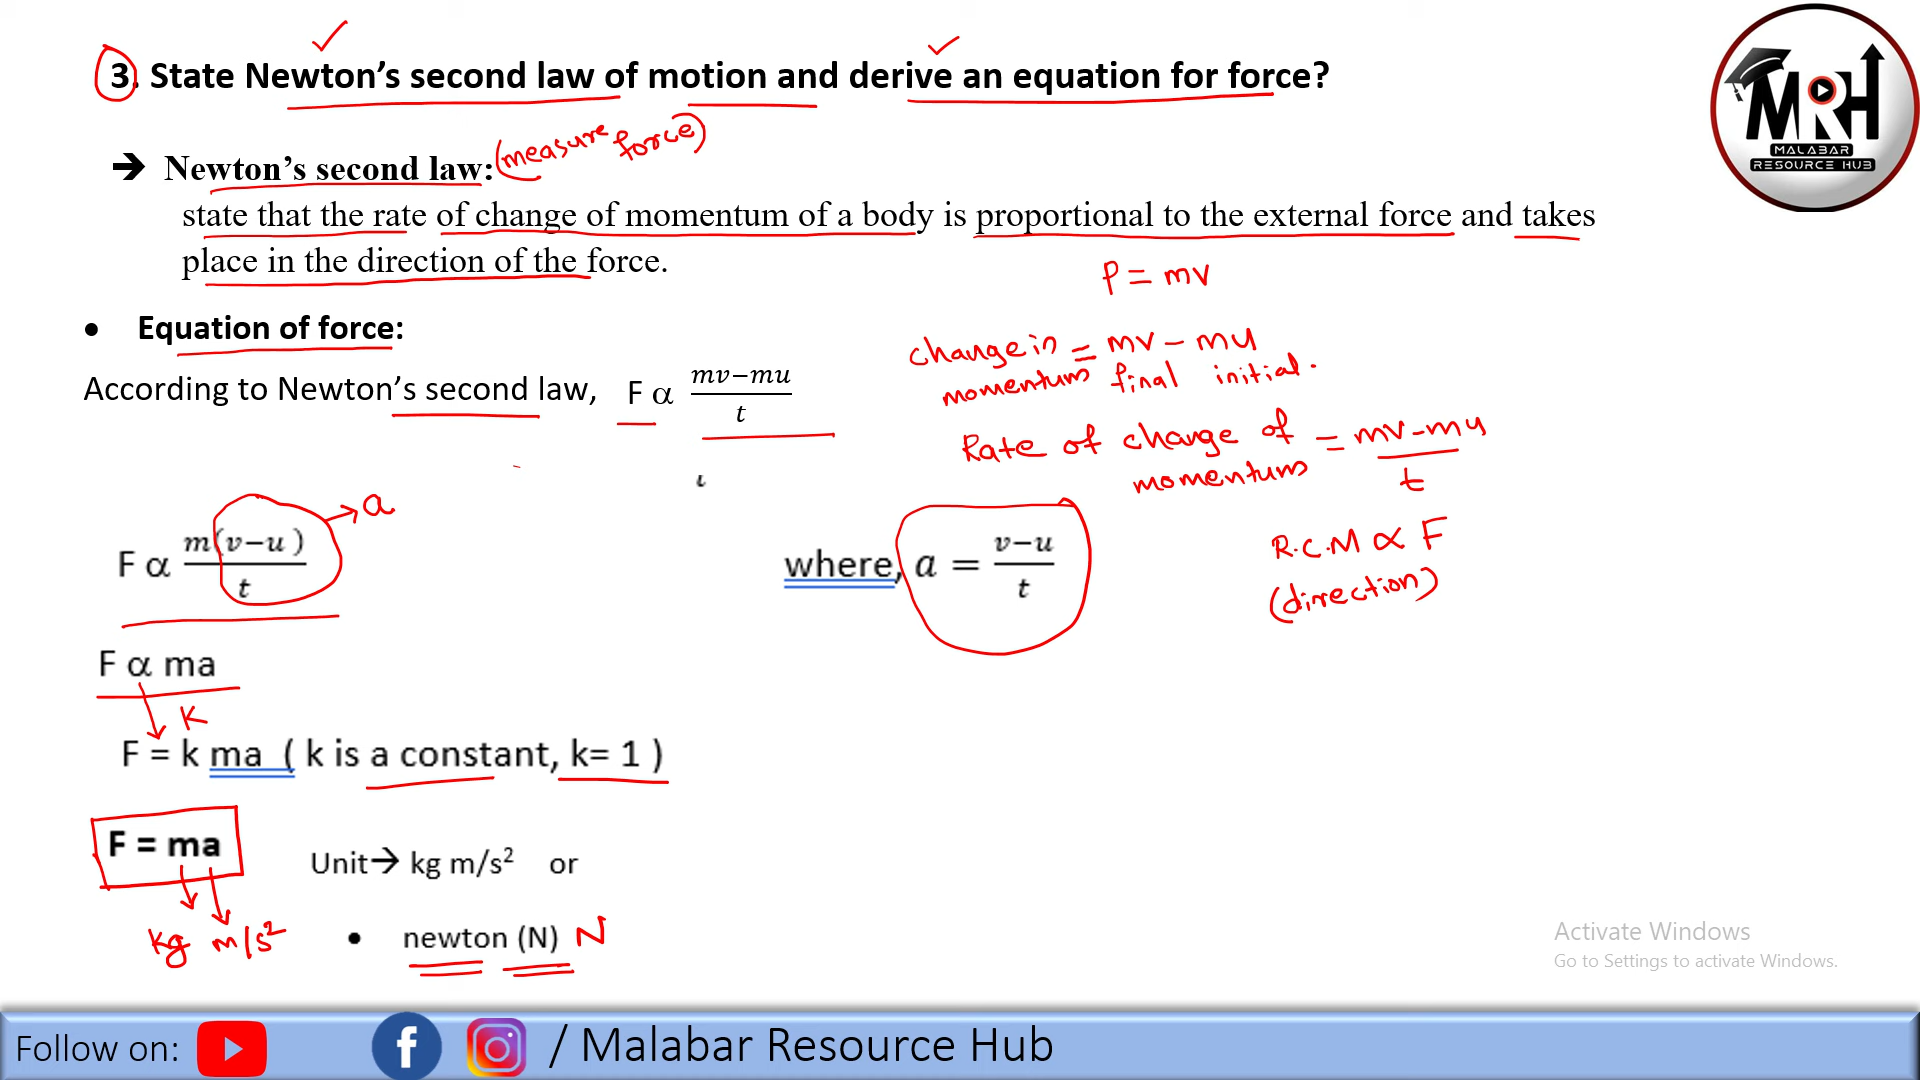 3. State Newton’s second law of motion and derive an equation for force?
MRH
MALABAR
RESOURCE HUB
➔ Newton’s second law: (measure force)
state that the rate of change of momentum of a body is proportional to the external force and takes
place in the direction of the force.
P = mv
• Equation of force:
change in momentum = mv - mu
final initial.
According to Newton’s second law, F α (mv−mu)/t
Rate of change of momentum = (mv-mu)/t
F α m(v−u)/t → a
where, a = (v−u)/t
R.C.M ∝ F
(direction)
F α ma
K
F = k ma ( k is a constant, k= 1 )
F = ma
Unit→ kg m/s² or
kg m/s²
• newton (N) N
Activate Windows
Go to Settings to activate Windows.
Follow on: f / Malabar Resource Hub